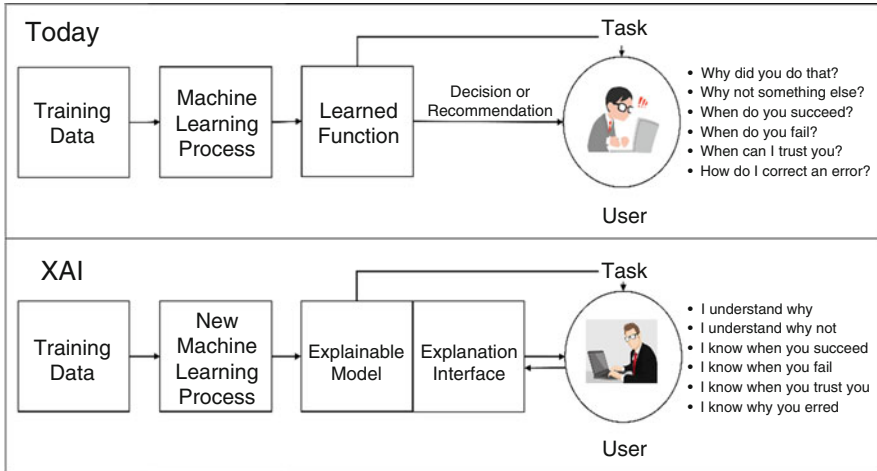 Today
Task
Training
Data
Machine
Learning
Process
Learned
Function
Decision or
Recommendation
!!!
• Why did you do that?
• Why not something else?
• When do you succeed?
• When do you fail?
• When can I trust you?
• How do I correct an error?
User
XAI
Task
Training
Data
New
Machine
Learning
Process
Explainable
Model
Explanation
Interface
• I understand why
• I understand why not
• I know when you succeed
• I know when you fail
• I know when you trust you
• I know why you erred
User